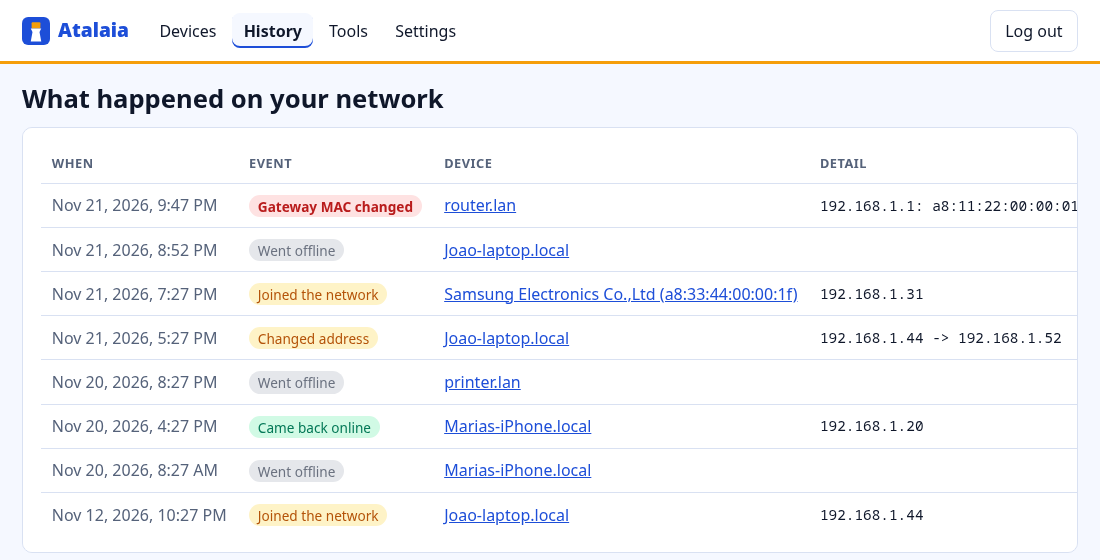 Atalaia Devices History Tools Settings Log out
What happened on your network
WHEN EVENT DEVICE DETAIL
Nov 21, 2026, 9:47 PM Gateway MAC changed router.lan 192.168.1.1: a8:11:22:00:00:01
Nov 21, 2026, 8:52 PM Went offline Joao-laptop.local
Nov 21, 2026, 7:27 PM Joined the network Samsung Electronics Co.,Ltd (a8:33:44:00:00:1f) 192.168.1.31
Nov 21, 2026, 5:27 PM Changed address Joao-laptop.local 192.168.1.44 -> 192.168.1.52
Nov 20, 2026, 8:27 PM Went offline printer.lan
Nov 20, 2026, 4:27 PM Came back online Marias-iPhone.local 192.168.1.20
Nov 20, 2026, 8:27 AM Went offline Marias-iPhone.local
Nov 12, 2026, 10:27 PM Joined the network Joao-laptop.local 192.168.1.44